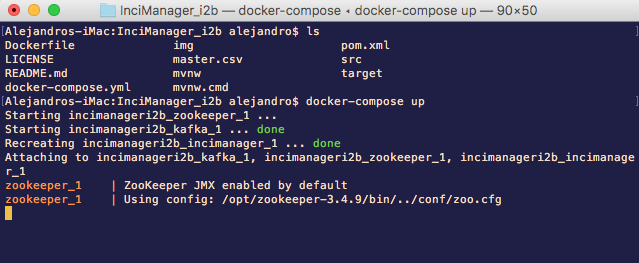 InciManager_i2b — docker-compose ◂ docker-compose up — 90×50
[Alejandros-iMac:InciManager_i2b alejandro$ ls
Dockerfile img pom.xml
LICENSE master.csv src
README.md mvnw target
docker-compose.yml mvnw.cmd
[Alejandros-iMac:InciManager_i2b alejandro$ docker-compose up
Starting incimanageri2b_zookeeper_1 ...
Starting incimanageri2b_kafka_1 ... done
Recreating incimanageri2b_incimanager_1 ... done
Attaching to incimanageri2b_kafka_1, incimanageri2b_zookeeper_1, incimanageri2b_incimanage
r_1
zookeeper_1 | ZooKeeper JMX enabled by default
zookeeper_1 | Using config: /opt/zookeeper-3.4.9/bin/../conf/zoo.cfg